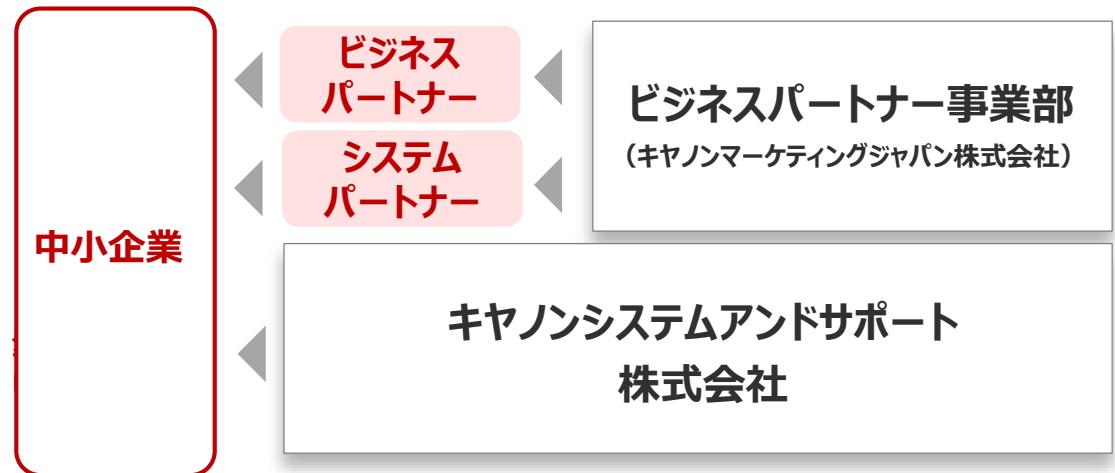 中小企業
ビジネス
パートナー
システム
パートナー
ビジネスパートナー事業部
（キヤノンマーケティングジャパン株式会社）
キヤノンシステムアンドサポート
株式会社